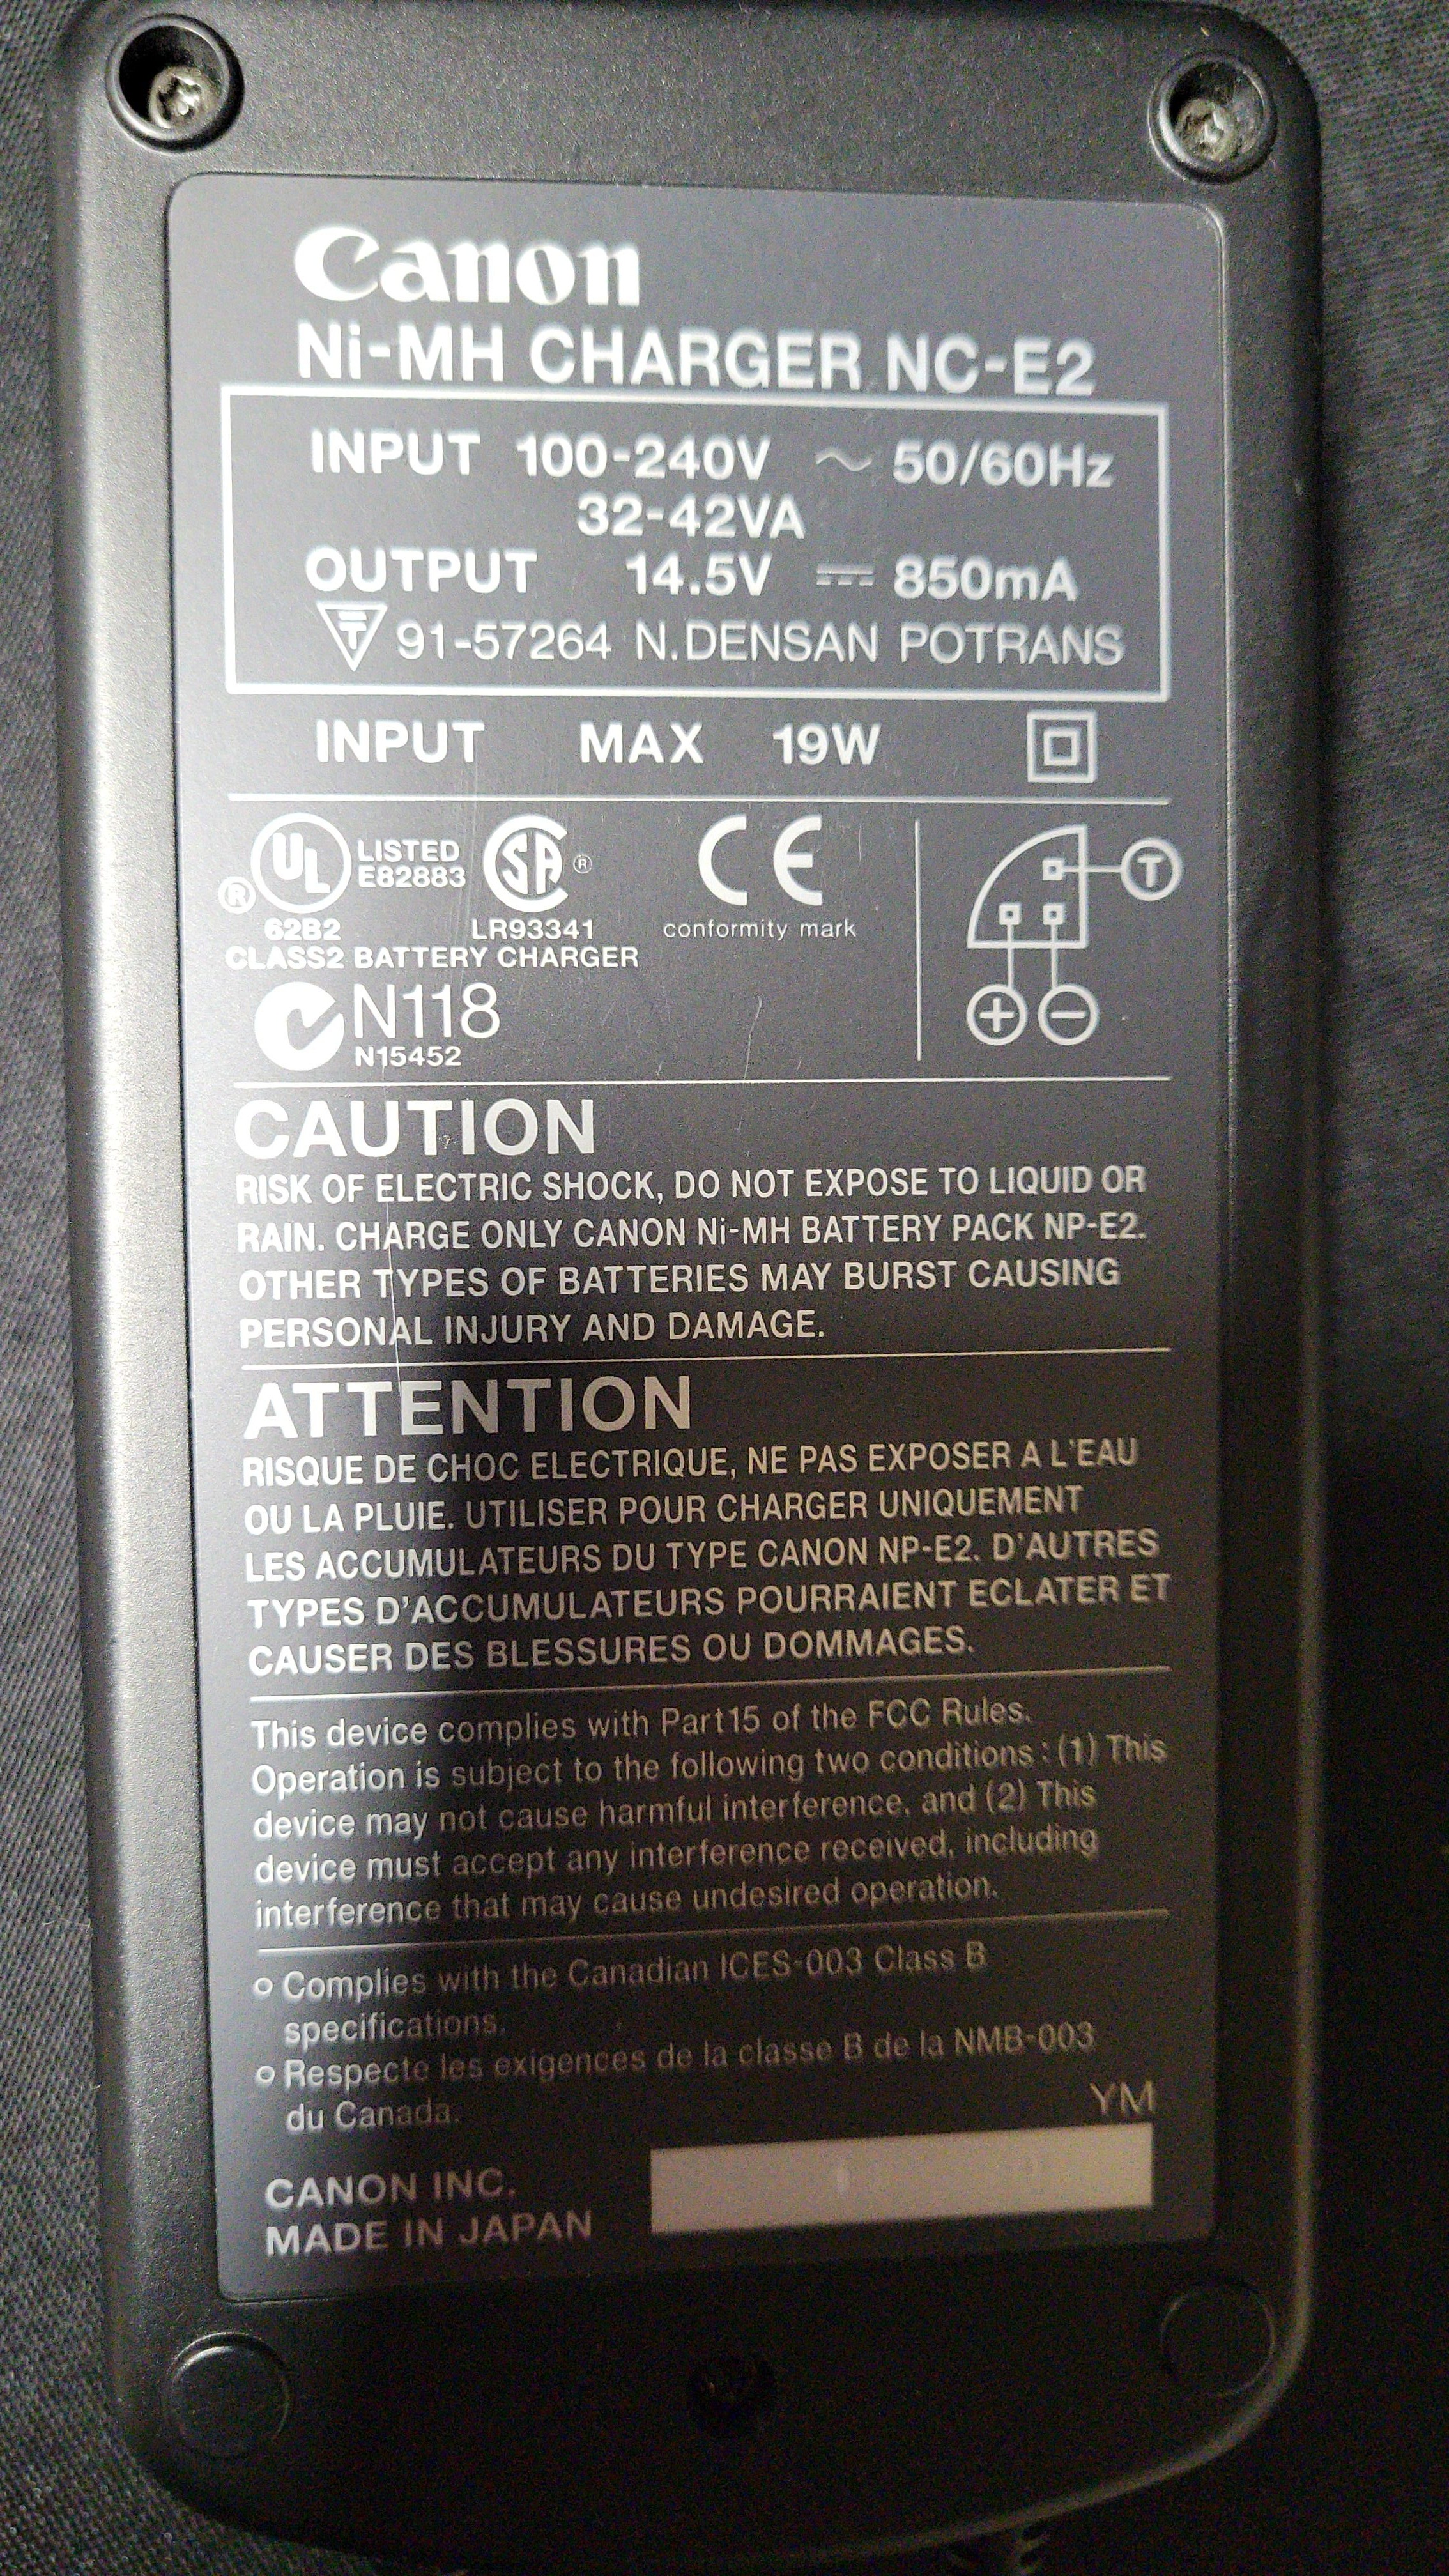 Canon
Ni-MH CHARGER NC-E2
INPUT 100-240V ~ 50/60Hz
32-42VA
OUTPUT 14.5V ⎓ 850mA
T 91-57264 N.DENSAN POTRANS
INPUT MAX 19W
UL LISTED
E82883
® 62B2
SA ®
LR93341
CLASS2 BATTERY CHARGER
CE
conformity mark
T
+ −
N118
N15452
CAUTION
RISK OF ELECTRIC SHOCK, DO NOT EXPOSE TO LIQUID OR
RAIN. CHARGE ONLY CANON Ni-MH BATTERY PACK NP-E2.
OTHER TYPES OF BATTERIES MAY BURST CAUSING
PERSONAL INJURY AND DAMAGE.
ATTENTION
RISQUE DE CHOC ELECTRIQUE, NE PAS EXPOSER A L'EAU
OU LA PLUIE. UTILISER POUR CHARGER UNIQUEMENT
LES ACCUMULATEURS DU TYPE CANON NP-E2. D'AUTRES
TYPES D'ACCUMULATEURS POURRAIENT ECLATER ET
CAUSER DES BLESSURES OU DOMMAGES.
This device complies with Part15 of the FCC Rules.
Operation is subject to the following two conditions : (1) This
device may not cause harmful interference, and (2) This
device must accept any interference received, including
interference that may cause undesired operation.
○ Complies with the Canadian ICES-003 Class B
specifications.
○ Respecte les exigences de la classe B de la NMB-003
du Canada.
YM
CANON INC.
MADE IN JAPAN